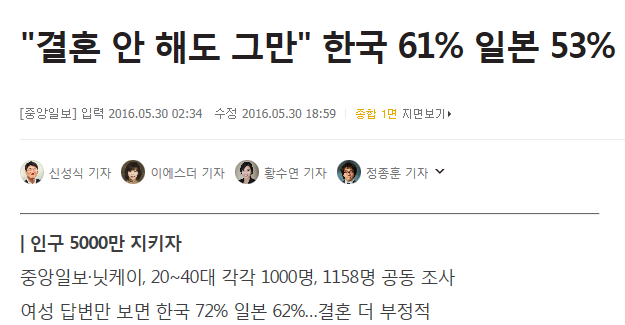 "결혼 안 해도 그만" 한국 61% 일본 53%
[중앙일보] 입력 2016.05.30 02:34 수정 2016.05.30 18:59 종합 1면 지면보기
신성식 기자 이에스더 기자 황수연 기자 정종훈 기자
| 인구 5000만 지키자
중앙일보·닛케이, 20~40대 각각 1000명, 1158명 공동 조사
여성 답변만 보면 한국 72% 일본 62%...결혼 더 부정적